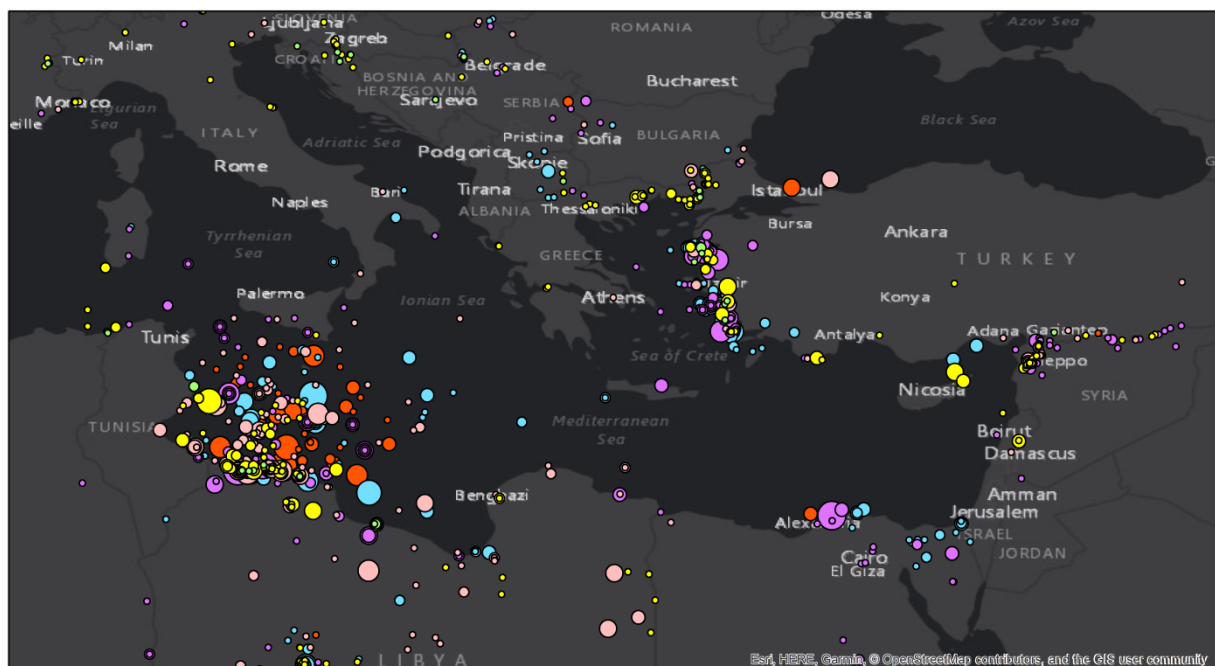 SLOVENIA
Ljubljana
ROMANIA
Odesa
Azov Sea
Milan
Zagreb
Turin
CROATI
Belgrade
BOSNIA AND
HERZEGOVINA
Bucharest
Monaco
Ligurian
Sea
Sarajevo
SERBIA
eille
Black Sea
ITALY
Adriatic Sea
Pristina
Sofia
BULGARIA
Podgorica
Skopje
Rome
Tirana
Istanbul
Bari
Naples
ALBANIA
Thessaloniki
Bursa
Ankara
Tyrrhenian
Sea
GREECE
TURKEY
Palermo
Ionian Sea
Athens
Konya
Tunis
Antalya
Adana
Gaziantep
Sea of Crete
Aleppo
Nicosia
SYRIA
TUNISIA
Mediterranean
Sea
Beirut
Damascus
Benghazi
Amman
Alexandria
Jerusalem
ISRAEL
Cairo
JORDAN
El Giza
LIBYA
Esri, HERE, Garmin, © OpenStreetMap contributors, and the GIS user community